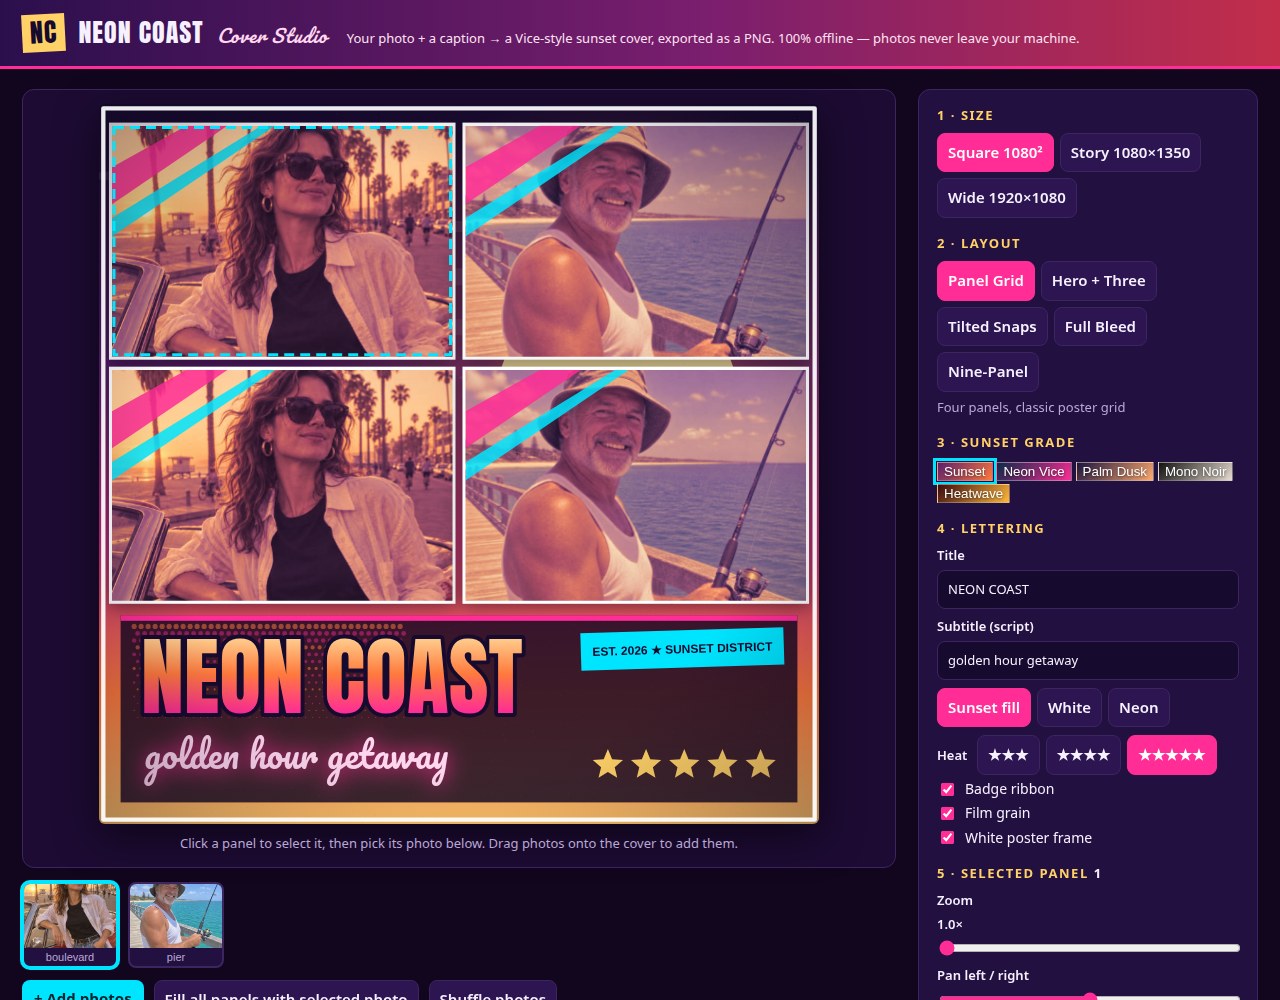 NC NEON COAST Cover Studio Your photo + a caption → a Vice-style sunset cover, exported as a PNG. 100% offline — photos never leave your machine.
NEON COAST
EST. 2026 ★ SUNSET DISTRICT
golden hour getaway
★★★★★
Click a panel to select it, then pick its photo below. Drag photos onto the cover to add them.
boulevard
pier
+ Add photos
Fill all panels with selected photo
Shuffle photos
1 · SIZE
Square 1080²
Story 1080×1350
Wide 1920×1080
2 · LAYOUT
Panel Grid
Hero + Three
Tilted Snaps
Full Bleed
Nine-Panel
Four panels, classic poster grid
3 · SUNSET GRADE
Sunset
Neon Vice
Palm Dusk
Mono Noir
Heatwave
4 · LETTERING
Title
NEON COAST
Subtitle (script)
golden hour getaway
Sunset fill
White
Neon
Heat
★★★
★★★★
★★★★★
Badge ribbon
Film grain
White poster frame
5 · SELECTED PANEL 1
Zoom
1.0×
Pan left / right